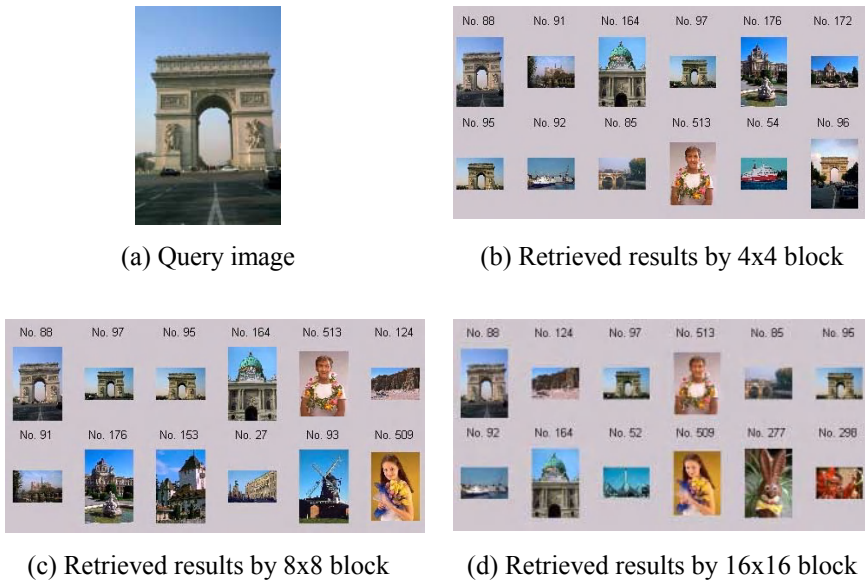 (a) Query image
No. 88 No. 91 No. 164 No. 97 No. 176 No. 172
No. 95 No. 92 No. 85 No. 513 No. 54 No. 96
(b) Retrieved results by 4x4 block
No. 88 No. 97 No. 95 No. 164 No. 513 No. 124
No. 91 No. 176 No. 153 No. 27 No. 93 No. 509
(c) Retrieved results by 8x8 block
No. 88 No. 124 No. 97 No. 513 No. 85 No. 95
No. 92 No. 164 No. 52 No. 509 No. 277 No. 298
(d) Retrieved results by 16x16 block